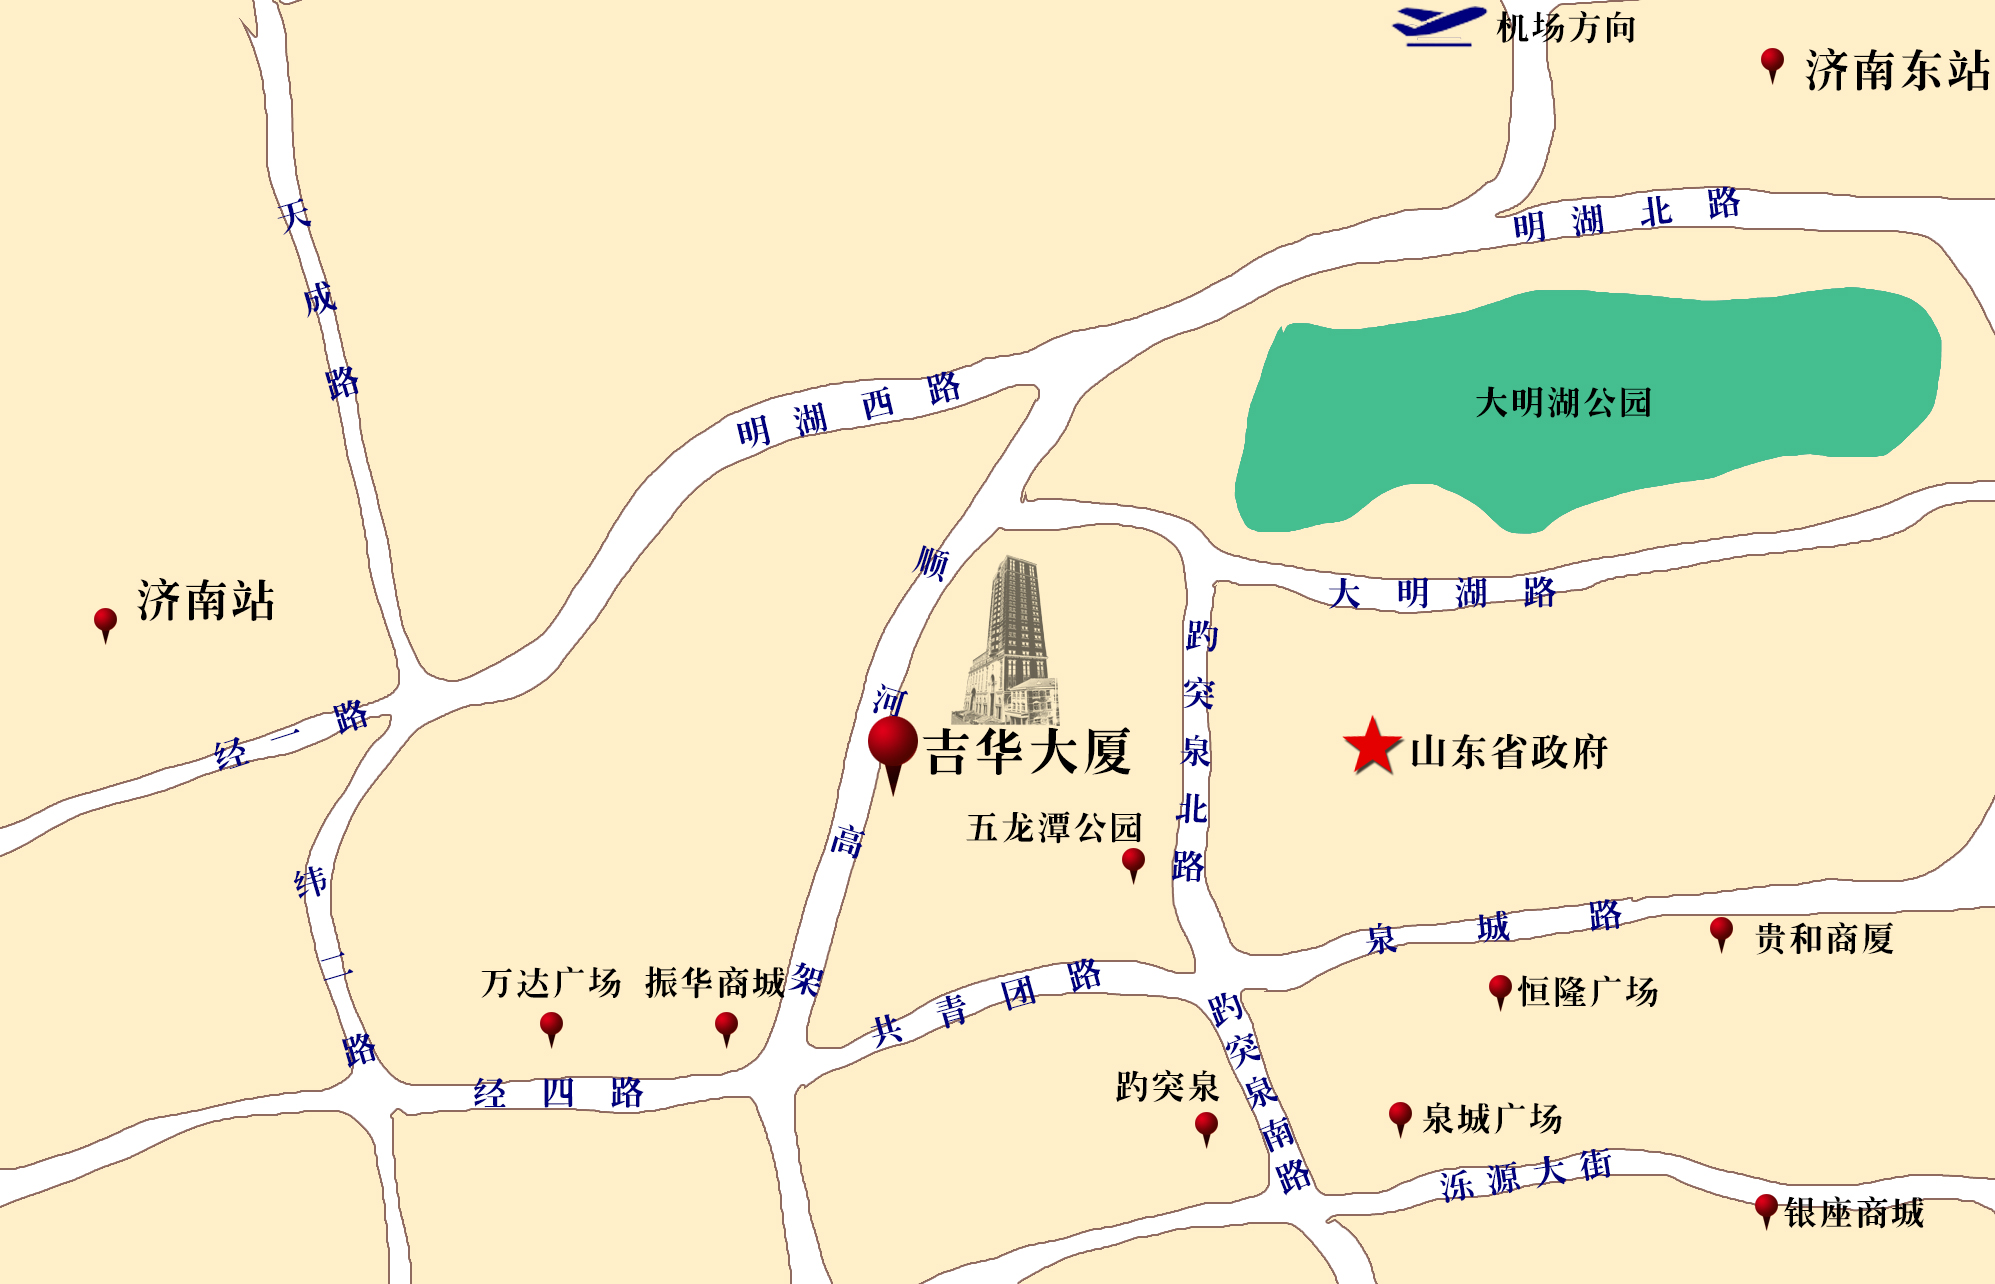 机场方向
济南东站
天成路
明湖北路
明湖西路
大明湖公园
顺河高架
济南站
大明湖路
趵突泉北路
经一路
吉华大厦
山东省政府
五龙潭公园
纬二路
泉城路
贵和商厦
万达广场
振华商城
共青团路
恒隆广场
趵突泉南路
经四路
趵突泉
泉城广场
泺源大街
银座商城